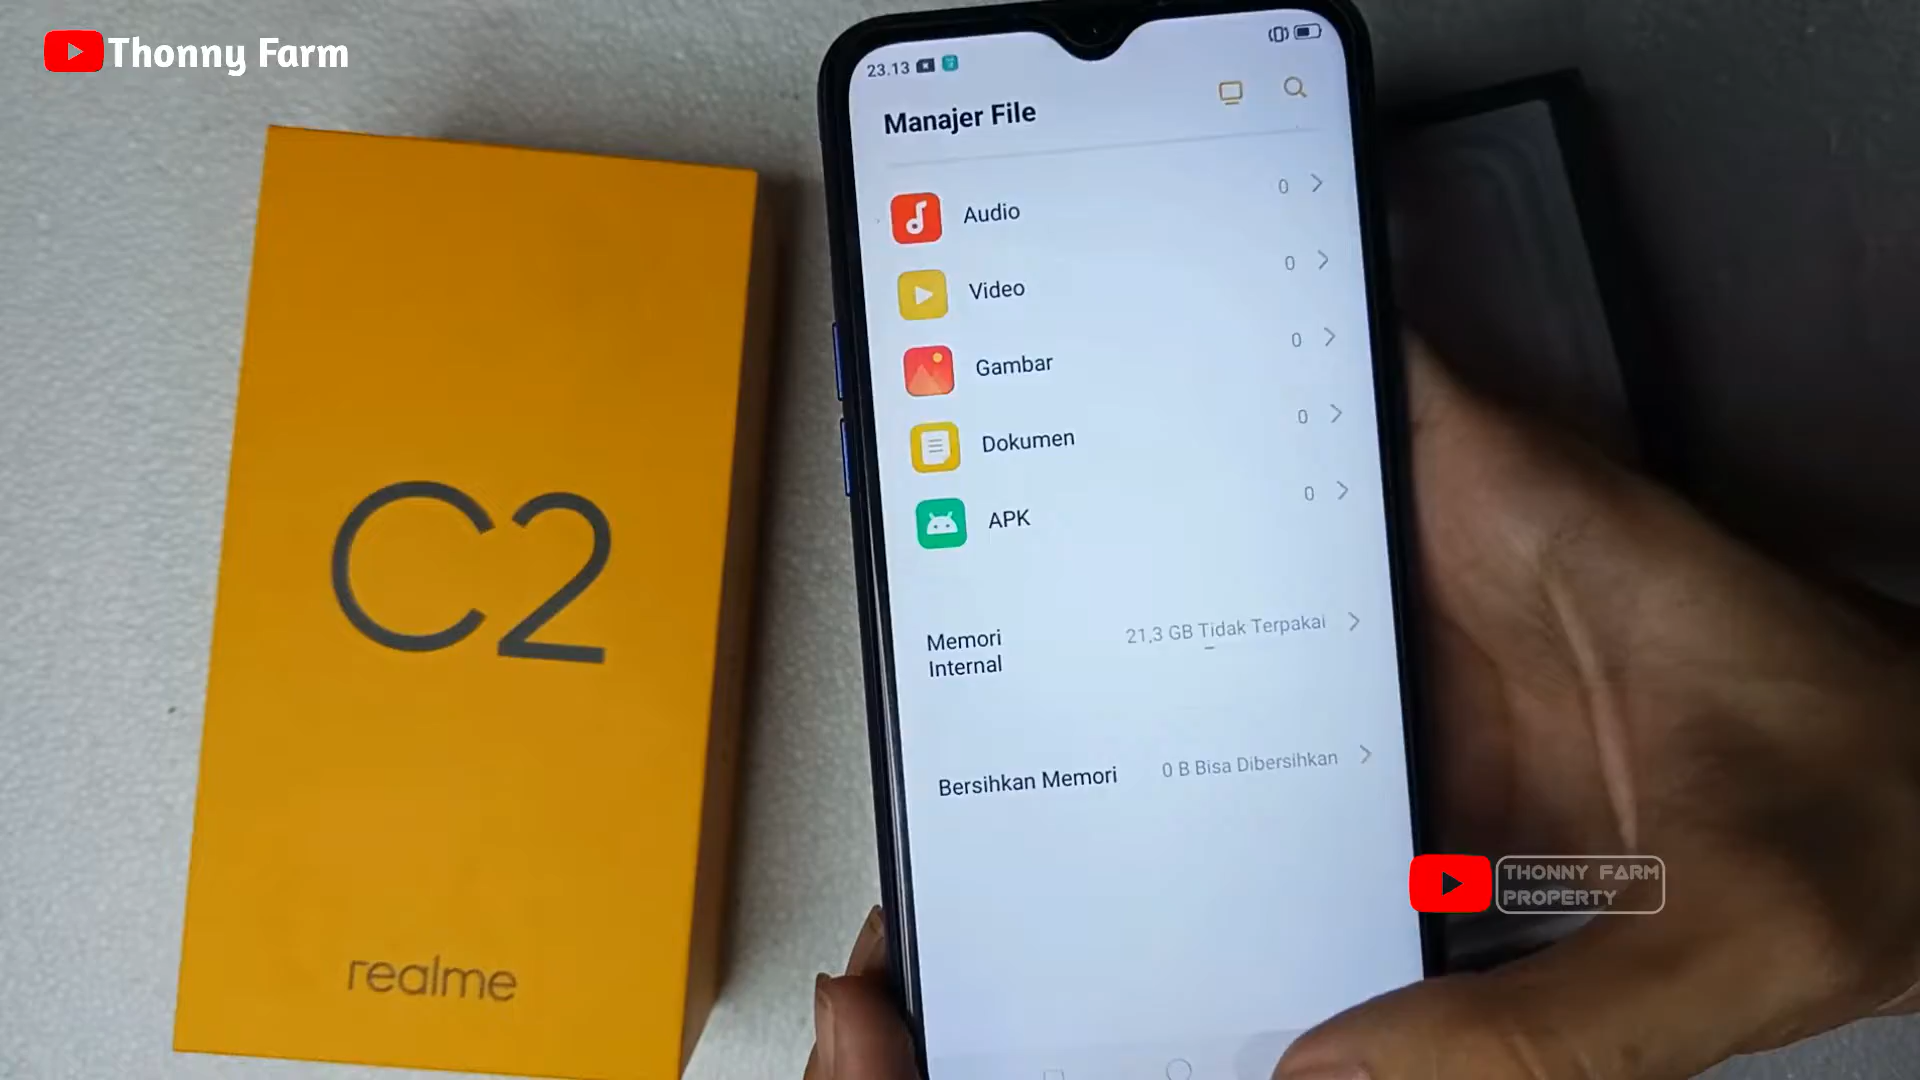 Thonny Farm
C2
realme
23.13
Manajer File
Audio 0
Video 0
Gambar 0
Dokumen 0
APK 0
Memori Internal 21,3 GB Tidak Terpakai
Bersihkan Memori 0 B Bisa Dibersihkan
THONNY FARM
PROPERTY